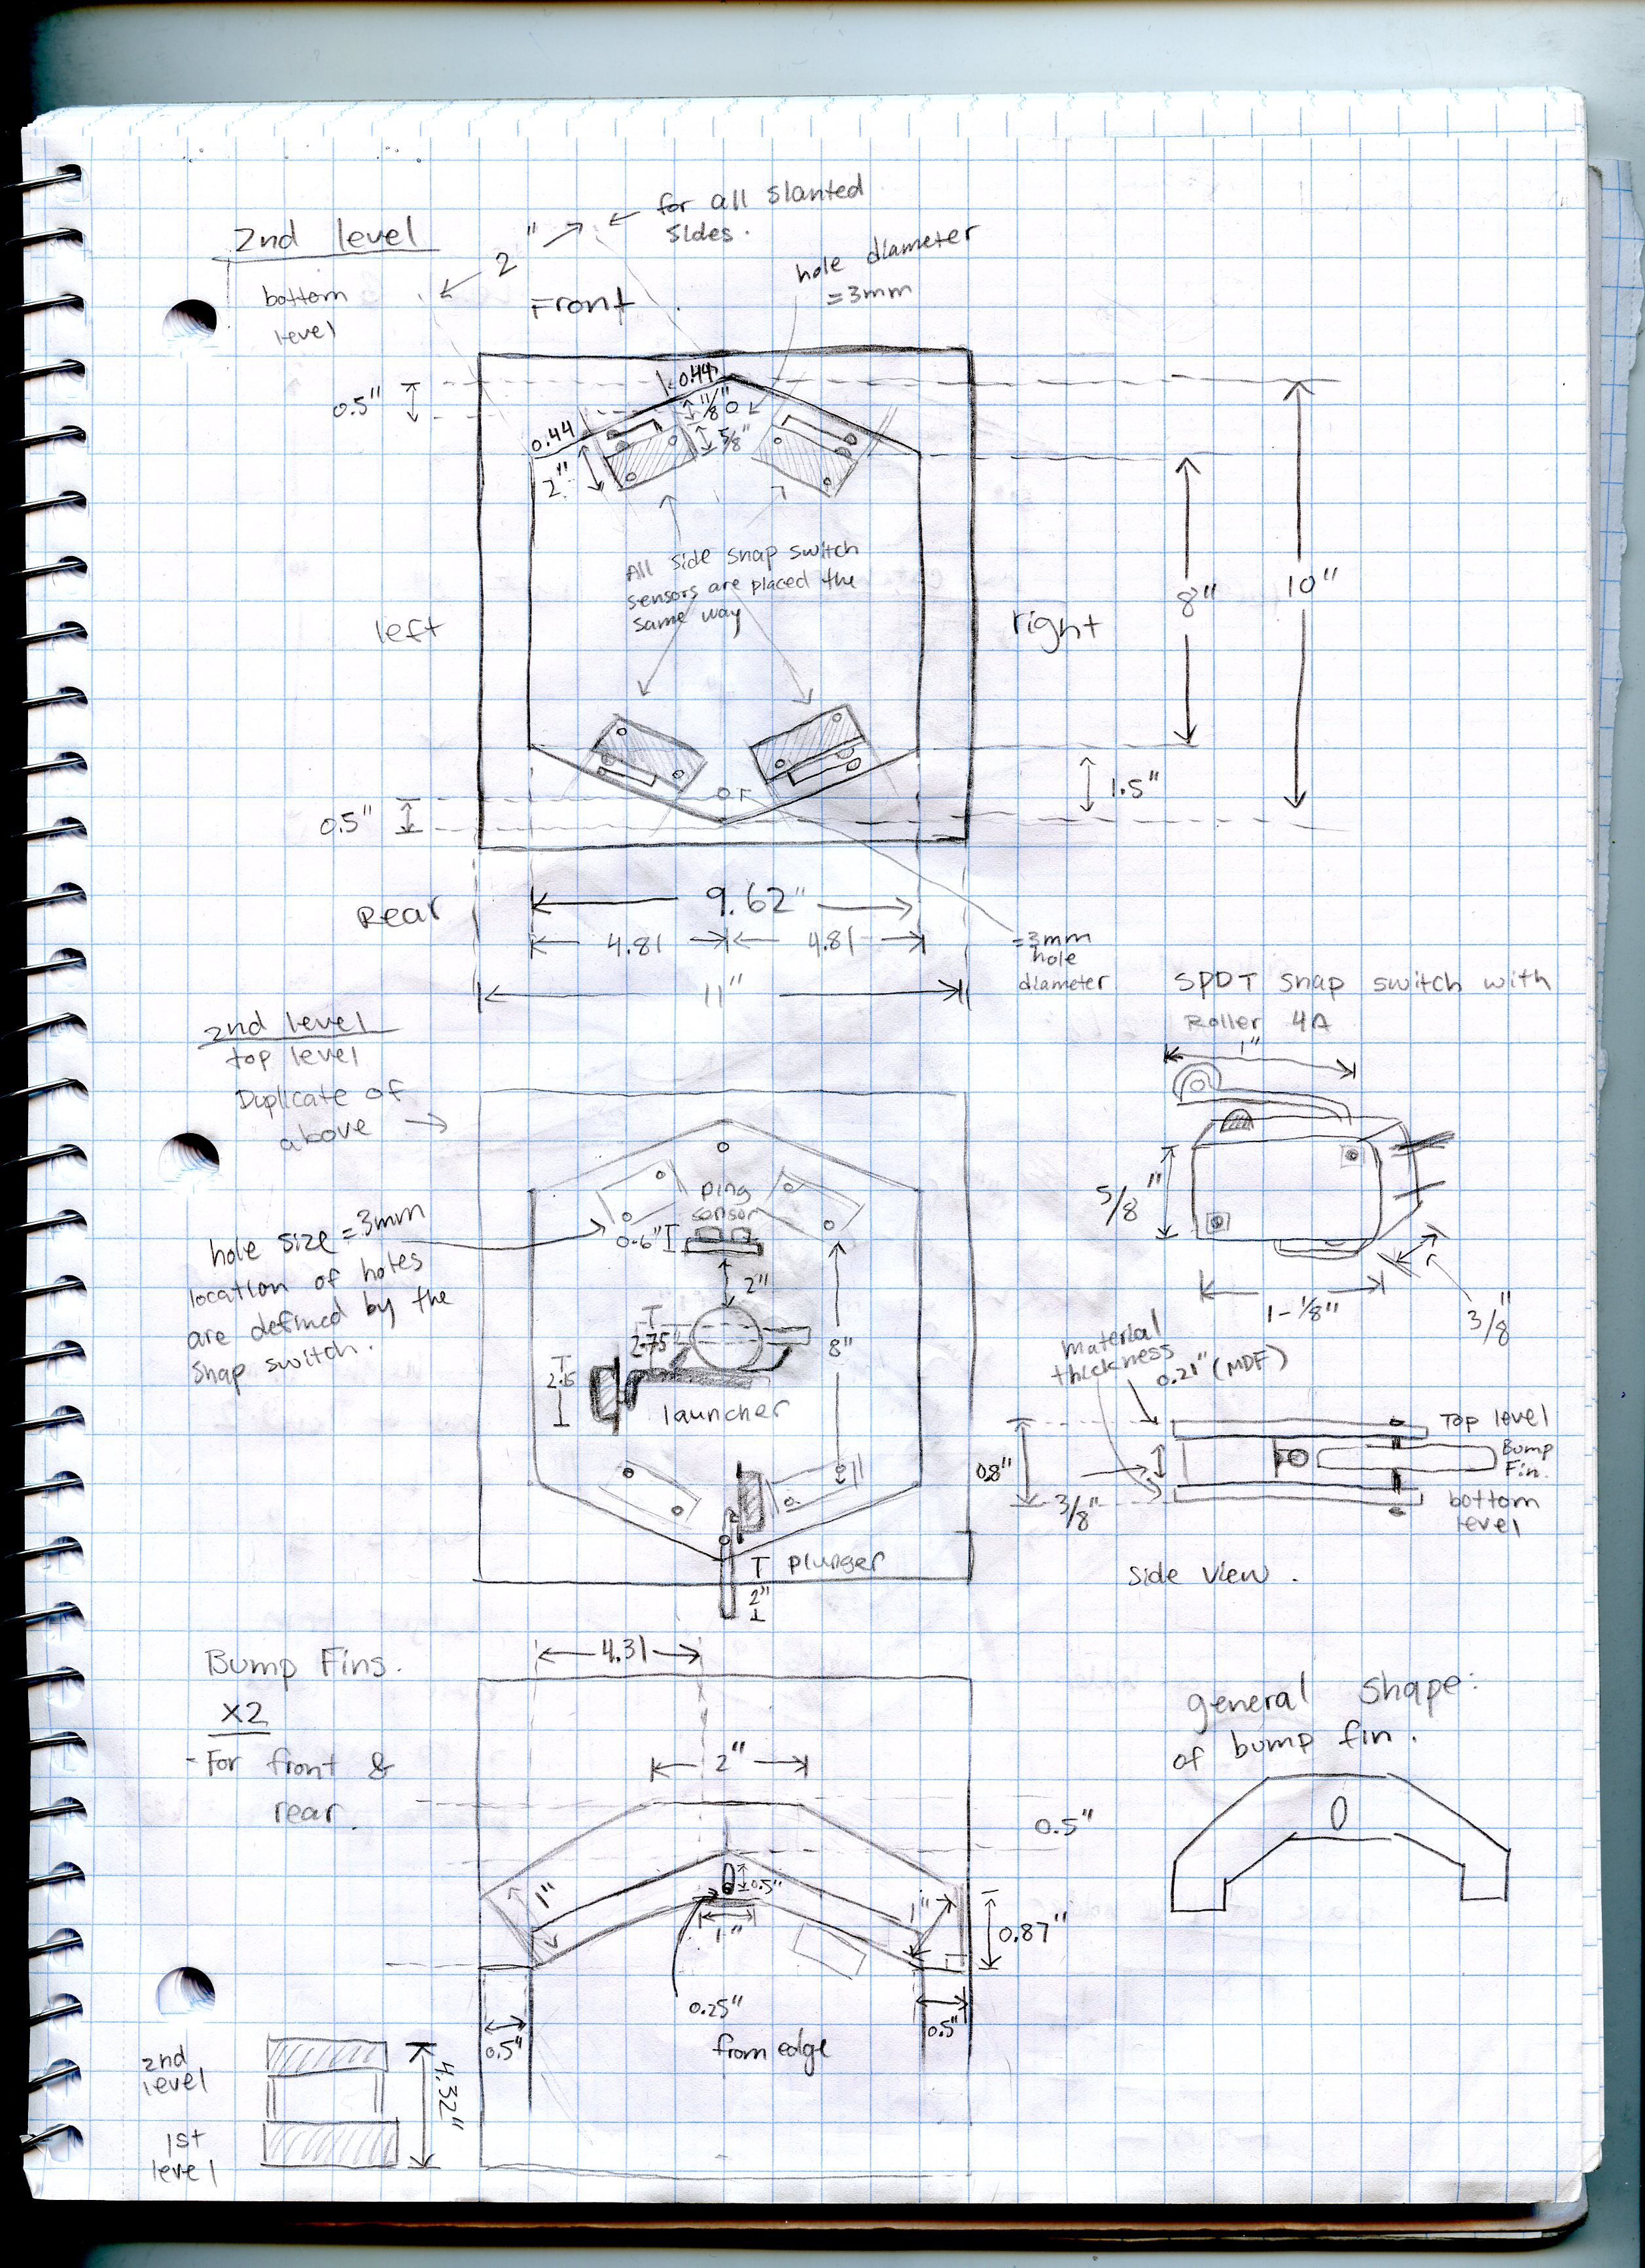 2nd level
bottom
level
2"
for all slanted
sides.
Front
hole diameter
=3mm
0.5"
0.44
0.44
2"
1/8"
5/8"
All side snap switch
sensors are placed the
same way
left
right
8"
10"
1.5"
0.5"
Rear
9.62"
4.81
4.81
11"
=3mm
hole
diameter
2nd level
top level
Duplicate of
above
hole size =3mm
location of holes
are defined by the
snap switch.
ping
sensor
0.6"
2"
2.75"
8"
launcher
plunger
2"
SPDT snap switch with
Roller 4A
1"
5/8"
1-1/8"
3/8"
material
thickness
0.21" (MDF)
0.8"
3/8"
Top level
Bump
Fin.
bottom
level
side view.
Bump Fins.
x2
-For front &
rear.
4.31
2"
0.5"
1"
0.5"
1"
1"
0.87"
0.25"
from edge
0.5"
0.5"
general shape:
of bump fin.
2nd
level
1st
level
4.32"